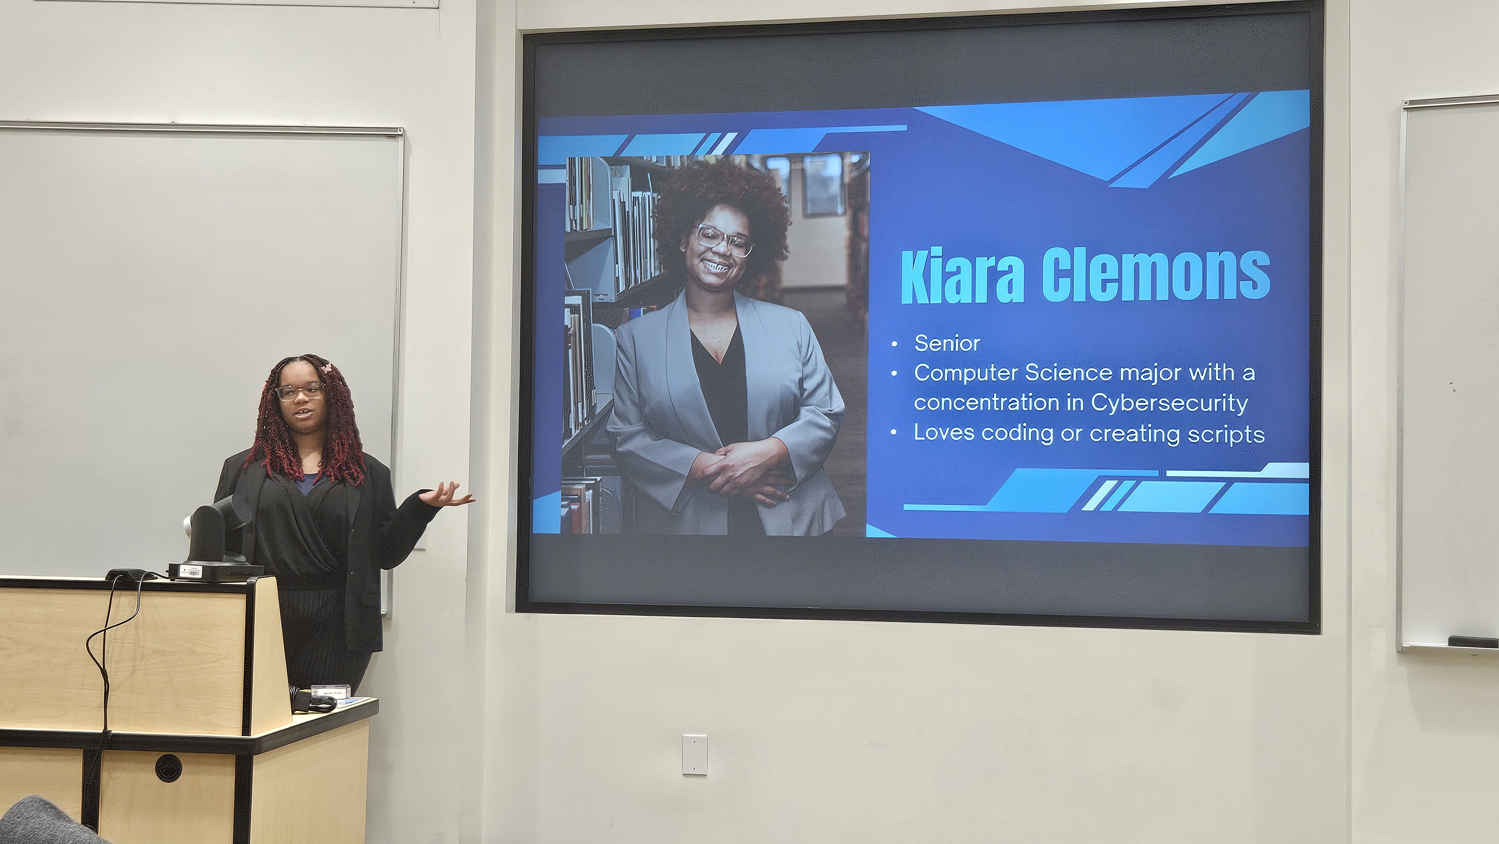 Kiara Clemons
• Senior
• Computer Science major with a
concentration in Cybersecurity
• Loves coding or creating scripts